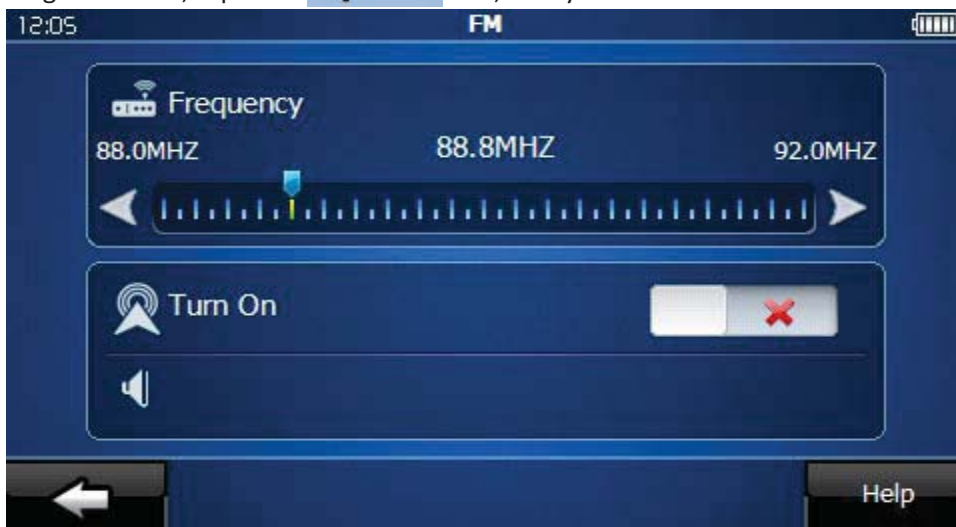 12:05
FM
Frequency
88.0MHZ
88.8MHZ
92.0MHZ
Turn On
Help